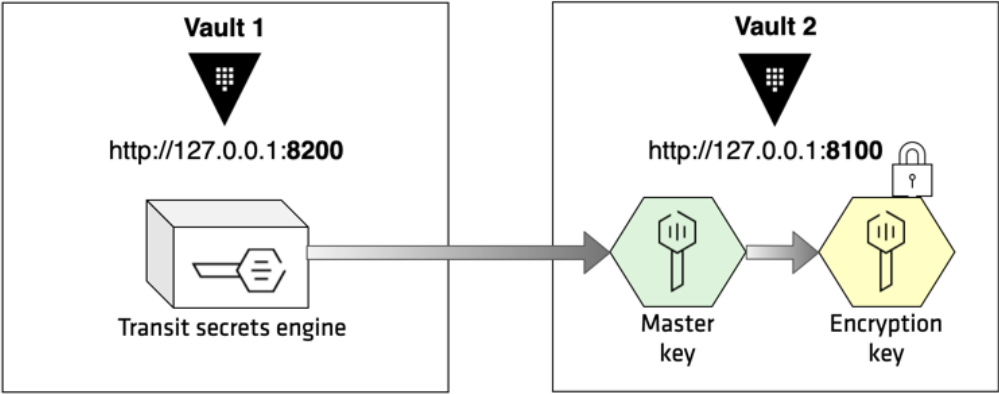 Vault 1
http://127.0.0.1:8200
Transit secrets engine
Vault 2
http://127.0.0.1:8100
Master
key
Encryption
key